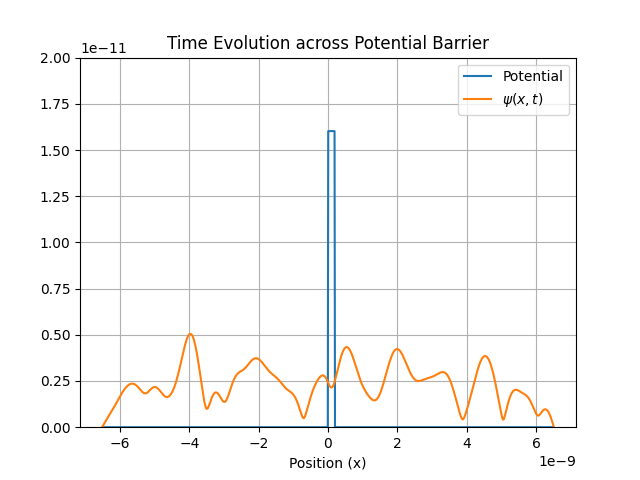 Time Evolution across Potential Barrier
1e−11
2.00
1.75
1.50
1.25
1.00
0.75
0.50
0.25
0.00
Potential
ψ(x, t)
−6
−4
−2
0
2
4
6
1e−9
Position (x)